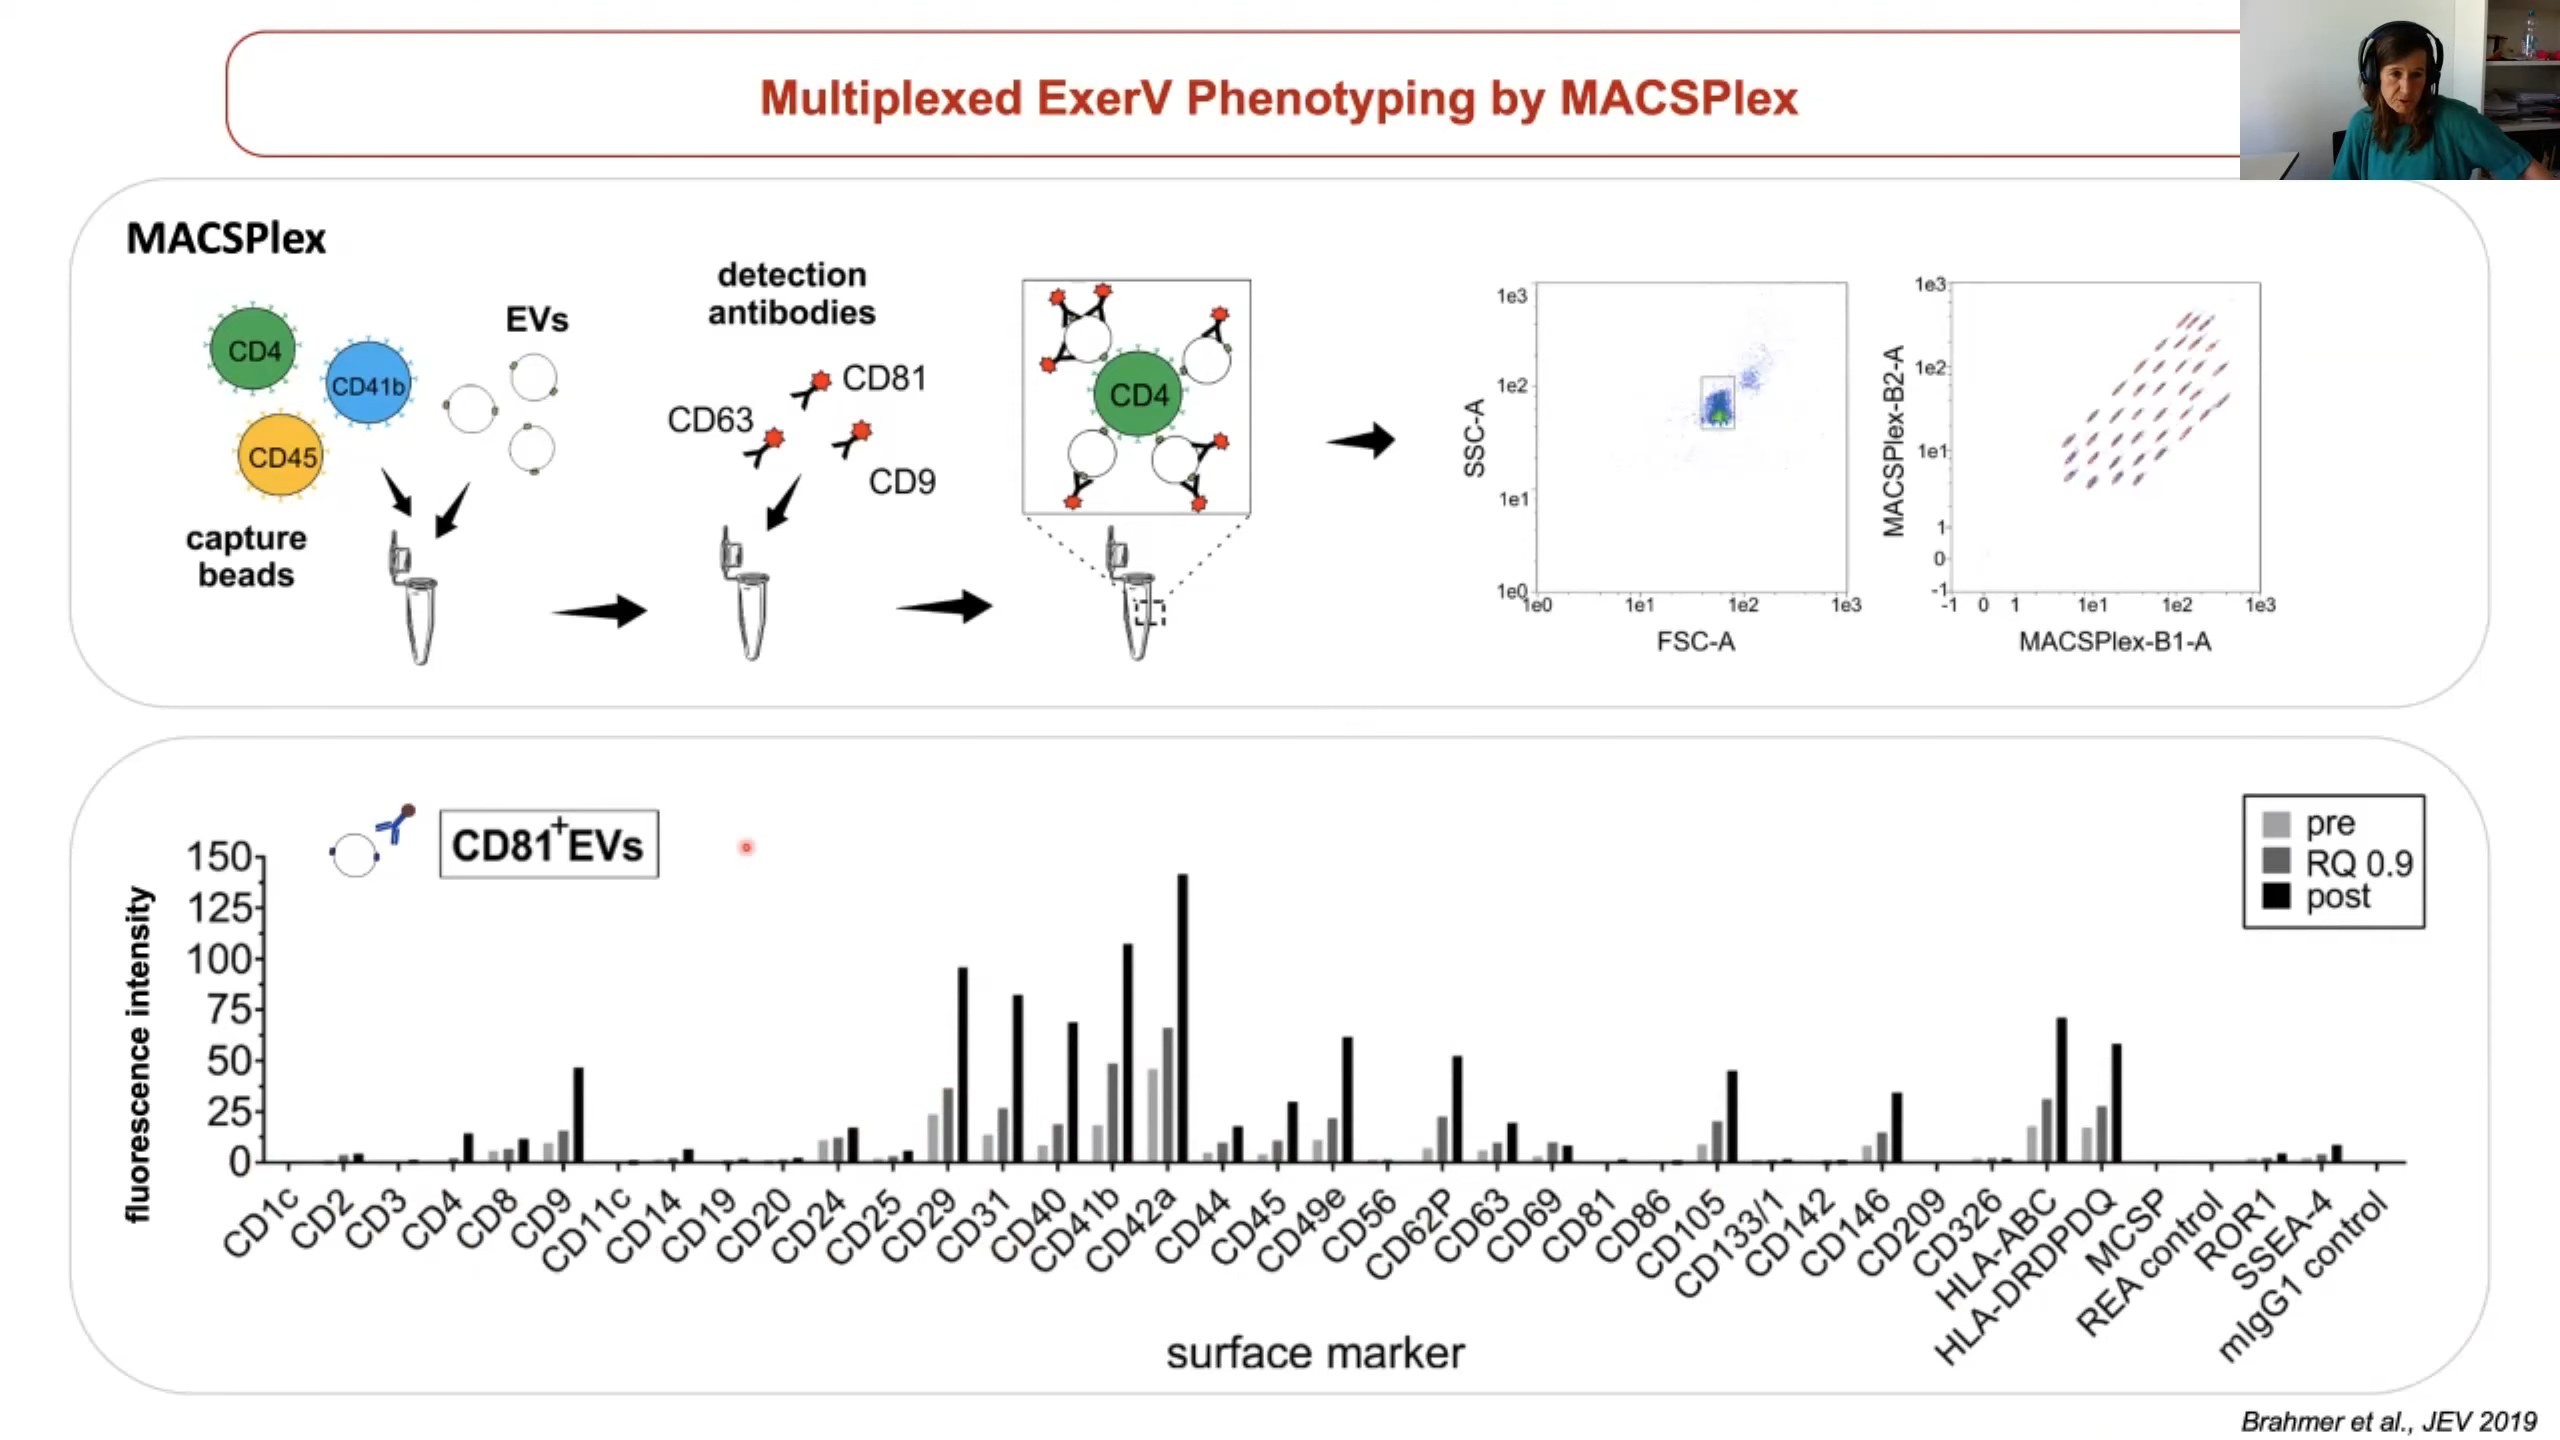 Multiplexed ExerV Phenotyping by MACSPlex
MACSPlex
CD4
CD41b
CD45
EVs
capture
beads
detection
antibodies
CD81
CD63
CD9
CD4
SSC-A
1e3
1e2
1e1
1e0
1e0 1e1 1e2 1e3
FSC-A
MACSPlex-B2-A
1e3
1e2
1e1
1
0
-1
-1 0 1 1e1 1e2 1e3
MACSPlex-B1-A
CD81+EVs
pre
RQ 0.9
post
fluorescence intensity
150
125
100
75
50
25
0
CD1c
CD2
CD3
CD4
CD8
CD9
CD11c
CD14
CD19
CD20
CD24
CD25
CD29
CD31
CD40
CD41b
CD42a
CD44
CD45
CD49e
CD56
CD62P
CD63
CD69
CD81
CD86
CD105
CD133/1
CD142
CD146
CD209
CD326
HLA-ABC
HLA-DRDPDQ
MCSP
REA control
ROR1
SSEA-4
mIgG1 control
surface marker
Brahmer et al., JEV 2019